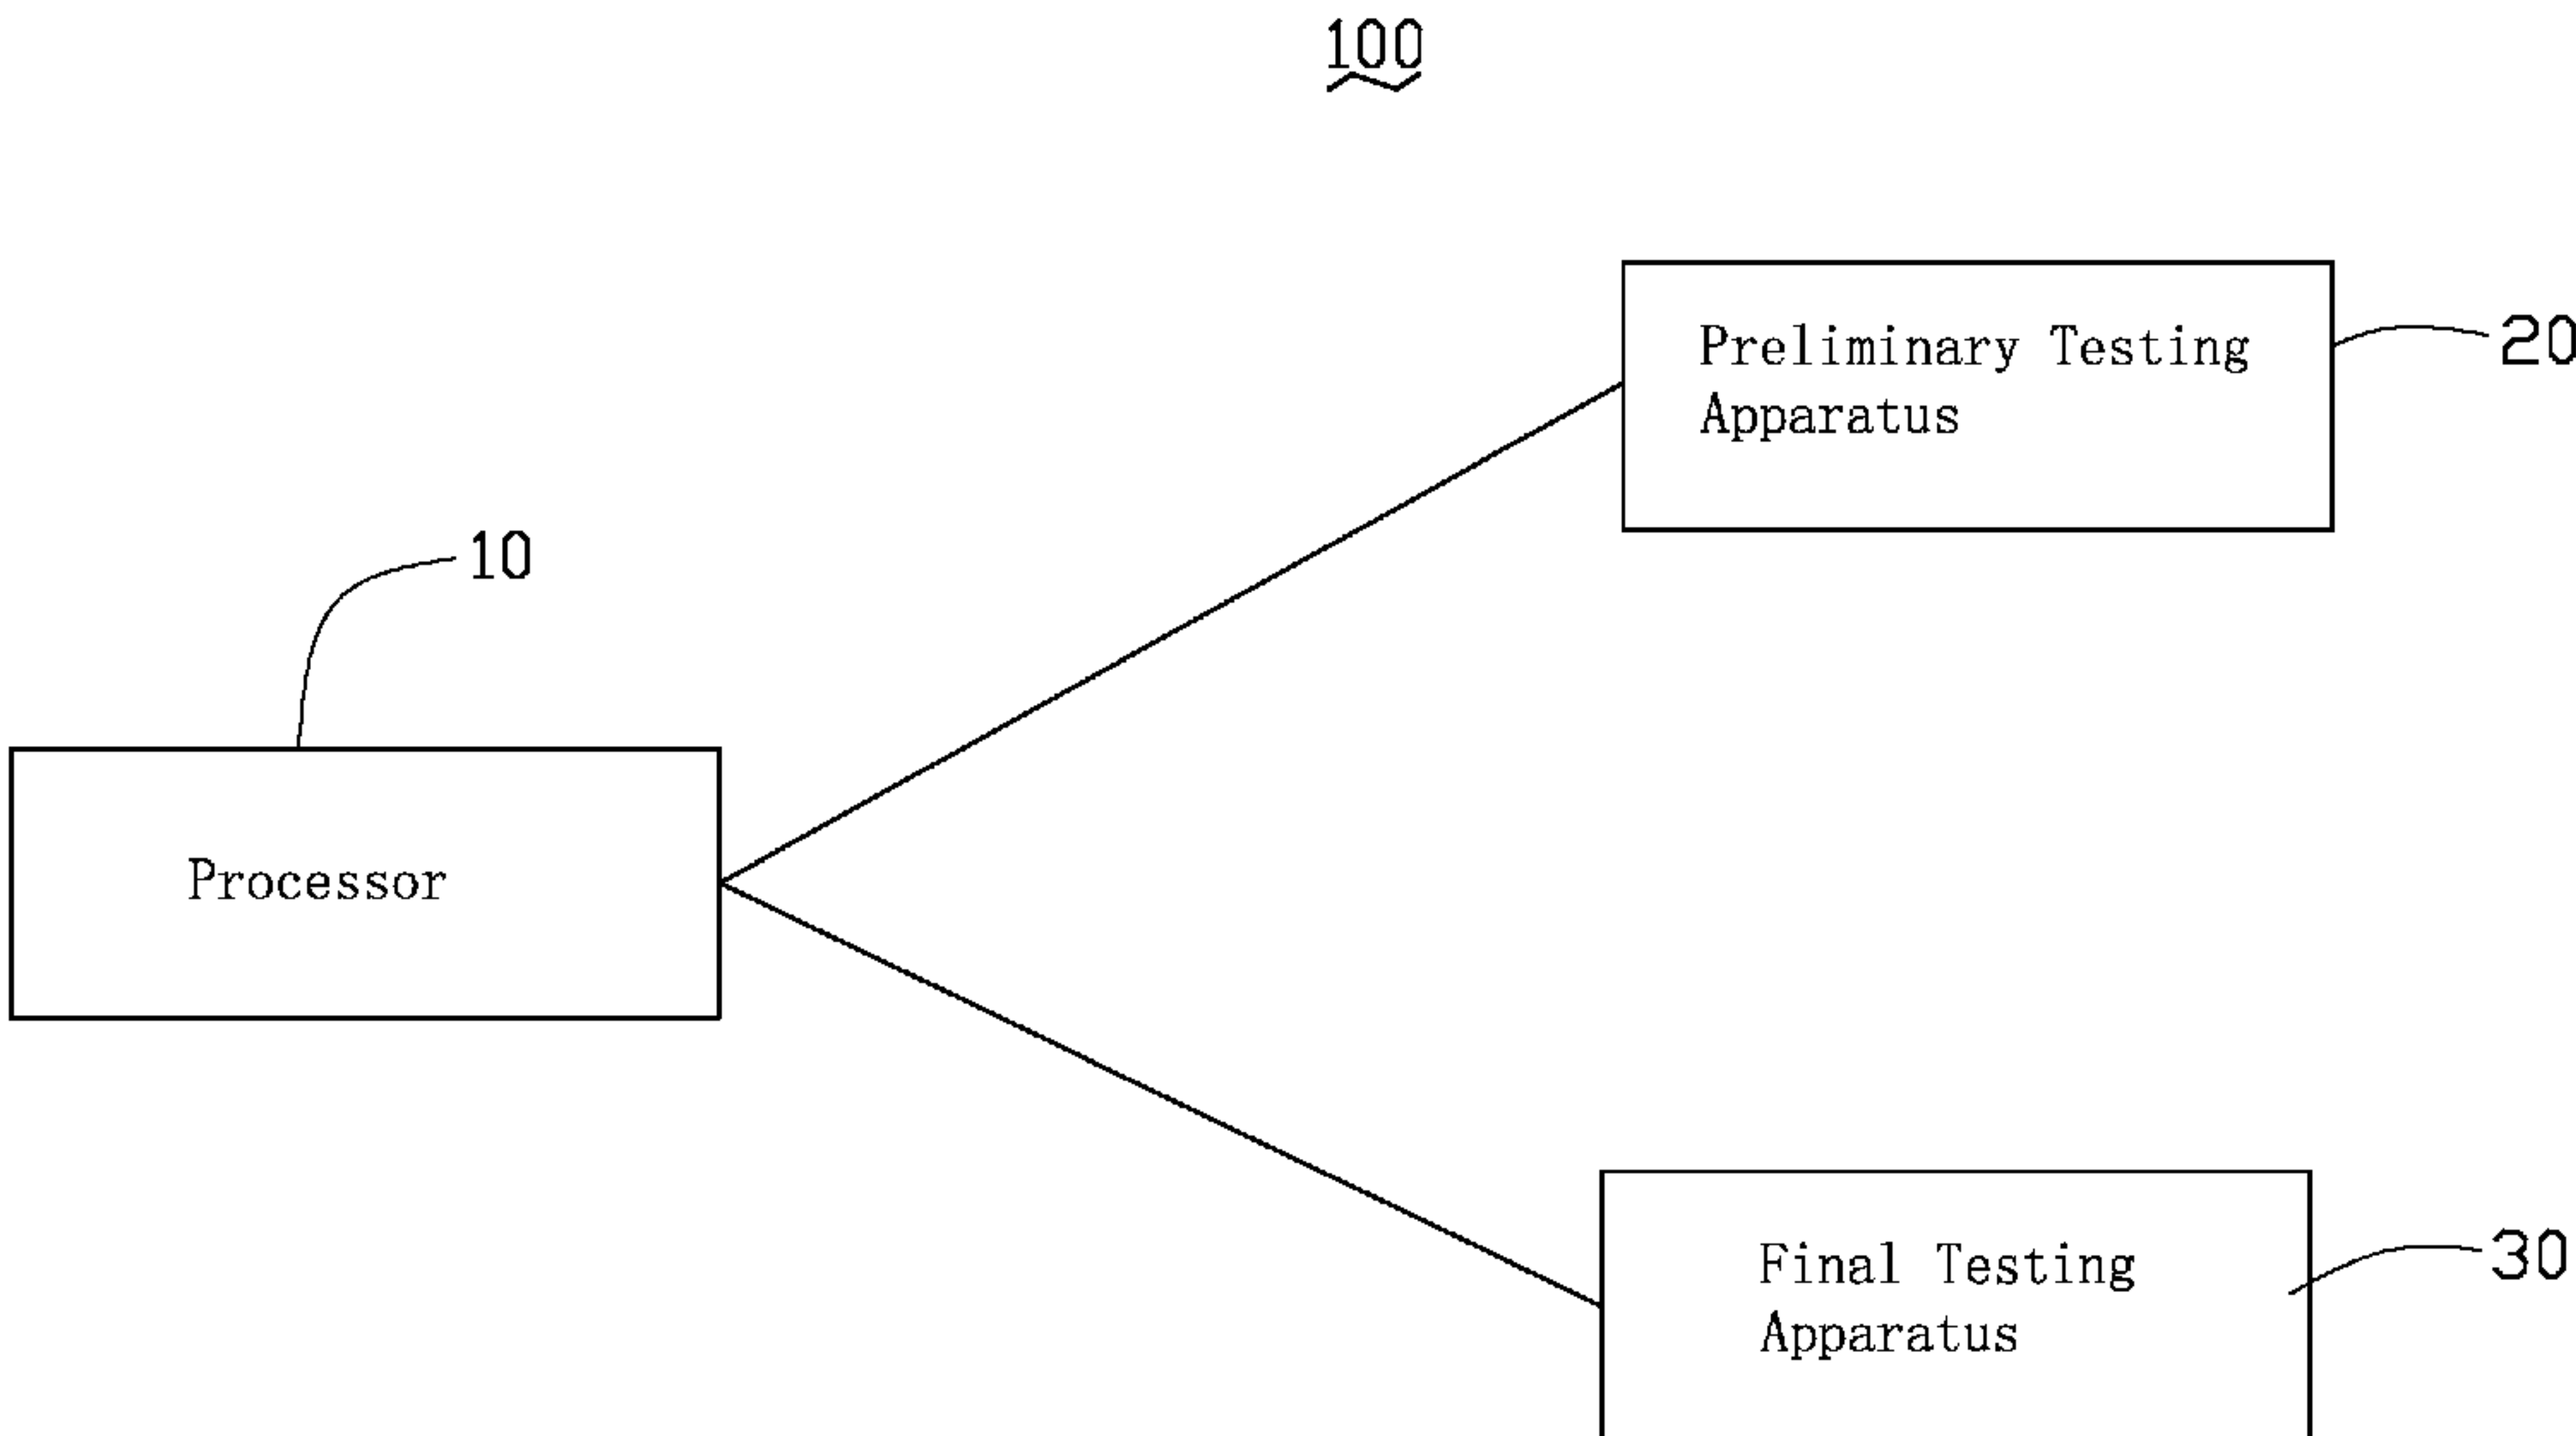 100
Preliminary Testing
Apparatus
20
10
Processor
Final Testing
Apparatus
30